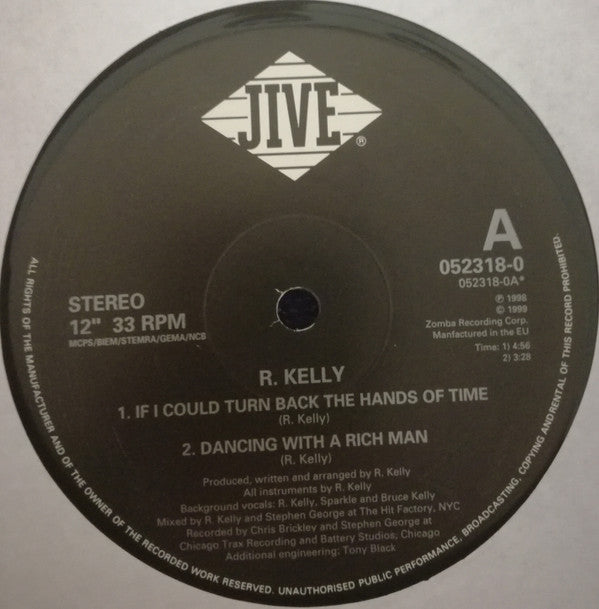 JIVE
®
A
052318-0
052318-0A*
℗ 1998
© 1999
Zomba Recording Corp.
Manfactured in the EU
Time: 1) 4:56
2) 3:28
STEREO
12" 33 RPM
MCPS/BIEM/STEMRA/GEMA/NCB
R. KELLY
1. IF I COULD TURN BACK THE HANDS OF TIME
(R. Kelly)
2. DANCING WITH A RICH MAN
(R. Kelly)
Produced, written and arranged by R. Kelly
All instruments by R. Kelly
Background vocals: R. Kelly, Sparkle and Bruce Kelly
Mixed by R. Kelly and Stephen George at The Hit Factory, NYC
Recorded by Chris Brickley and Stephen George at
Chicago Trax Recording and Battery Studios, Chicago
Additional engineering: Tony Black
ALL RIGHTS OF THE MANUFACTURER AND OF THE OWNER OF THE RECORDED WORK RESERVED. UNAUTHORISED PUBLIC PERFORMANCE, BROADCASTING, COPYING AND RENTAL OF THIS RECORD PROHIBITED.